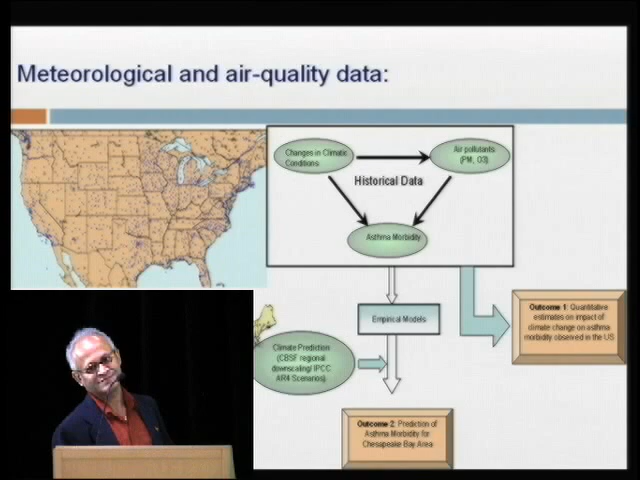 Meteorological and air-quality data:
Changes in Climatic
Conditions
Air pollutants
(PM, O3)
Historical Data
Asthma Morbidity
Empirical Models
Outcome 1: Quantitative
estimates on impact of
climate change on asthma
morbidity observed in the US
Climate Prediction
(CBSF regional
downscaling/ IPCC
AR4 Scenarios)
Outcome 2: Prediction of
Asthma Morbidity for
Chesapeake Bay Area